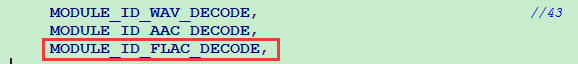 MODULE_ID_WAV_DECODE, //43
MODULE_ID_AAC_DECODE,
MODULE_ID_FLAC_DECODE,